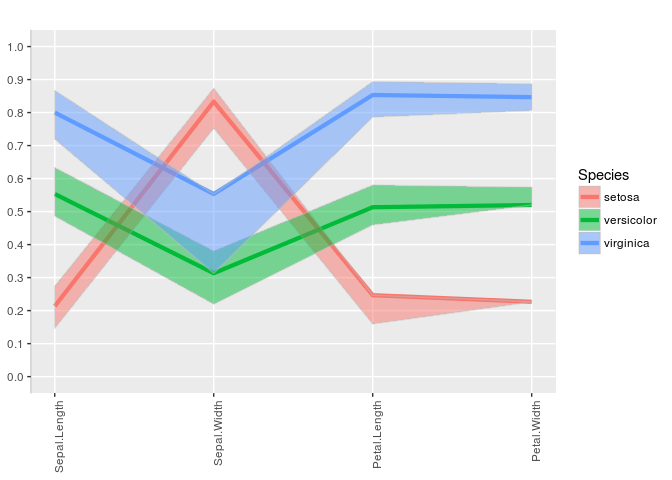 1.0
0.9
0.8
0.7
0.6
0.5
0.4
0.3
0.2
0.1
0.0
Sepal.Length
Sepal.Width
Petal.Length
Petal.Width
Species
setosa
versicolor
virginica